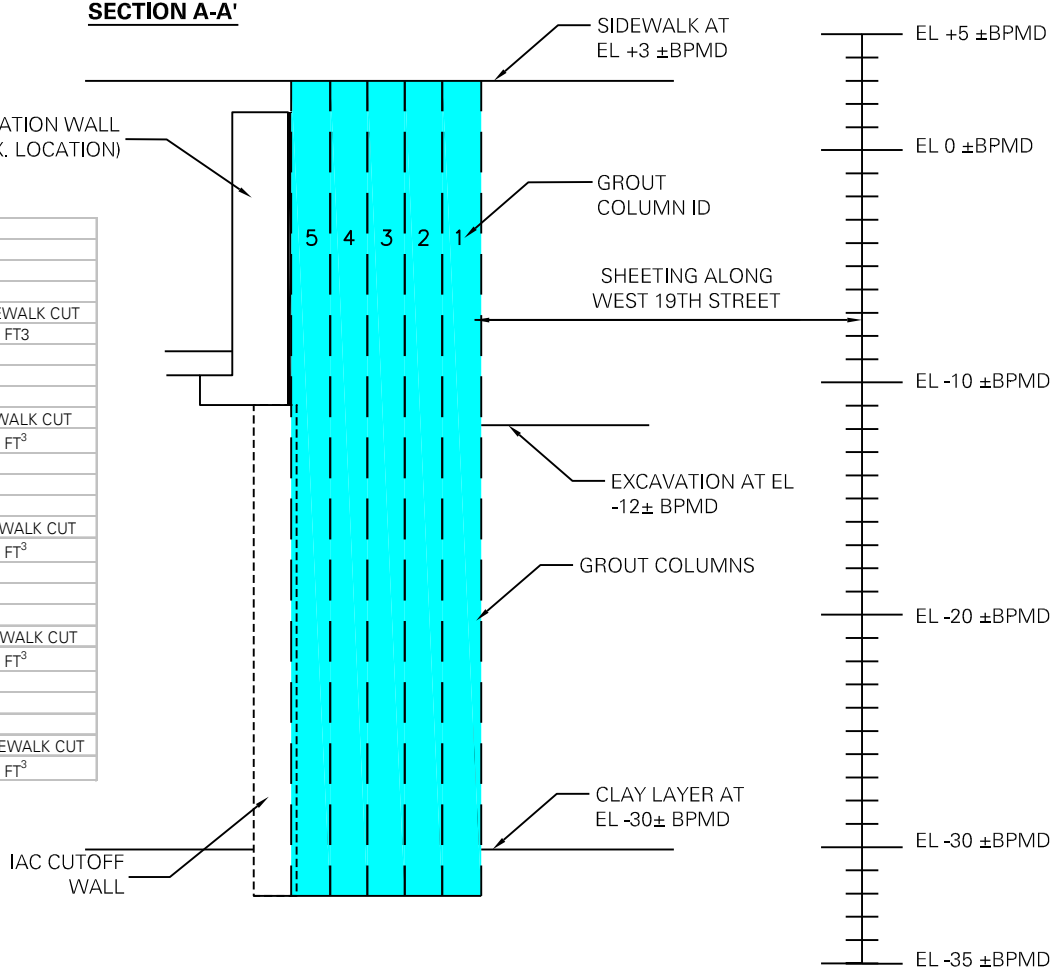 SECTION A-A'
SIDEWALK AT
EL +3 ±BPMD
EL +5 ±BPMD
ATION WALL
X. LOCATION)
EL 0 ±BPMD
GROUT
COLUMN ID
5 4 3 2 1
SHEETING ALONG
WEST 19TH STREET
EWALK CUT
FT3
EL -10 ±BPMD
WALK CUT
FT³
EXCAVATION AT EL
-12± BPMD
WALK CUT
FT³
GROUT COLUMNS
EL -20 ±BPMD
WALK CUT
FT³
EWALK CUT
FT³
CLAY LAYER AT
EL -30± BPMD
EL -30 ±BPMD
IAC CUTOFF
WALL
EL -35 ±BPMD